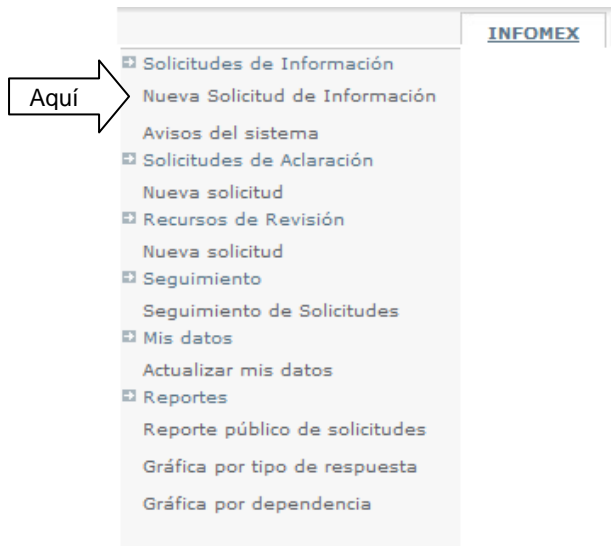 INFOMEX
Solicitudes de Información
Aquí
Nueva Solicitud de Información
Avisos del sistema
Solicitudes de Aclaración
Nueva solicitud
Recursos de Revisión
Nueva solicitud
Seguimiento
Seguimiento de Solicitudes
Mis datos
Actualizar mis datos
Reportes
Reporte público de solicitudes
Gráfica por tipo de respuesta
Gráfica por dependencia